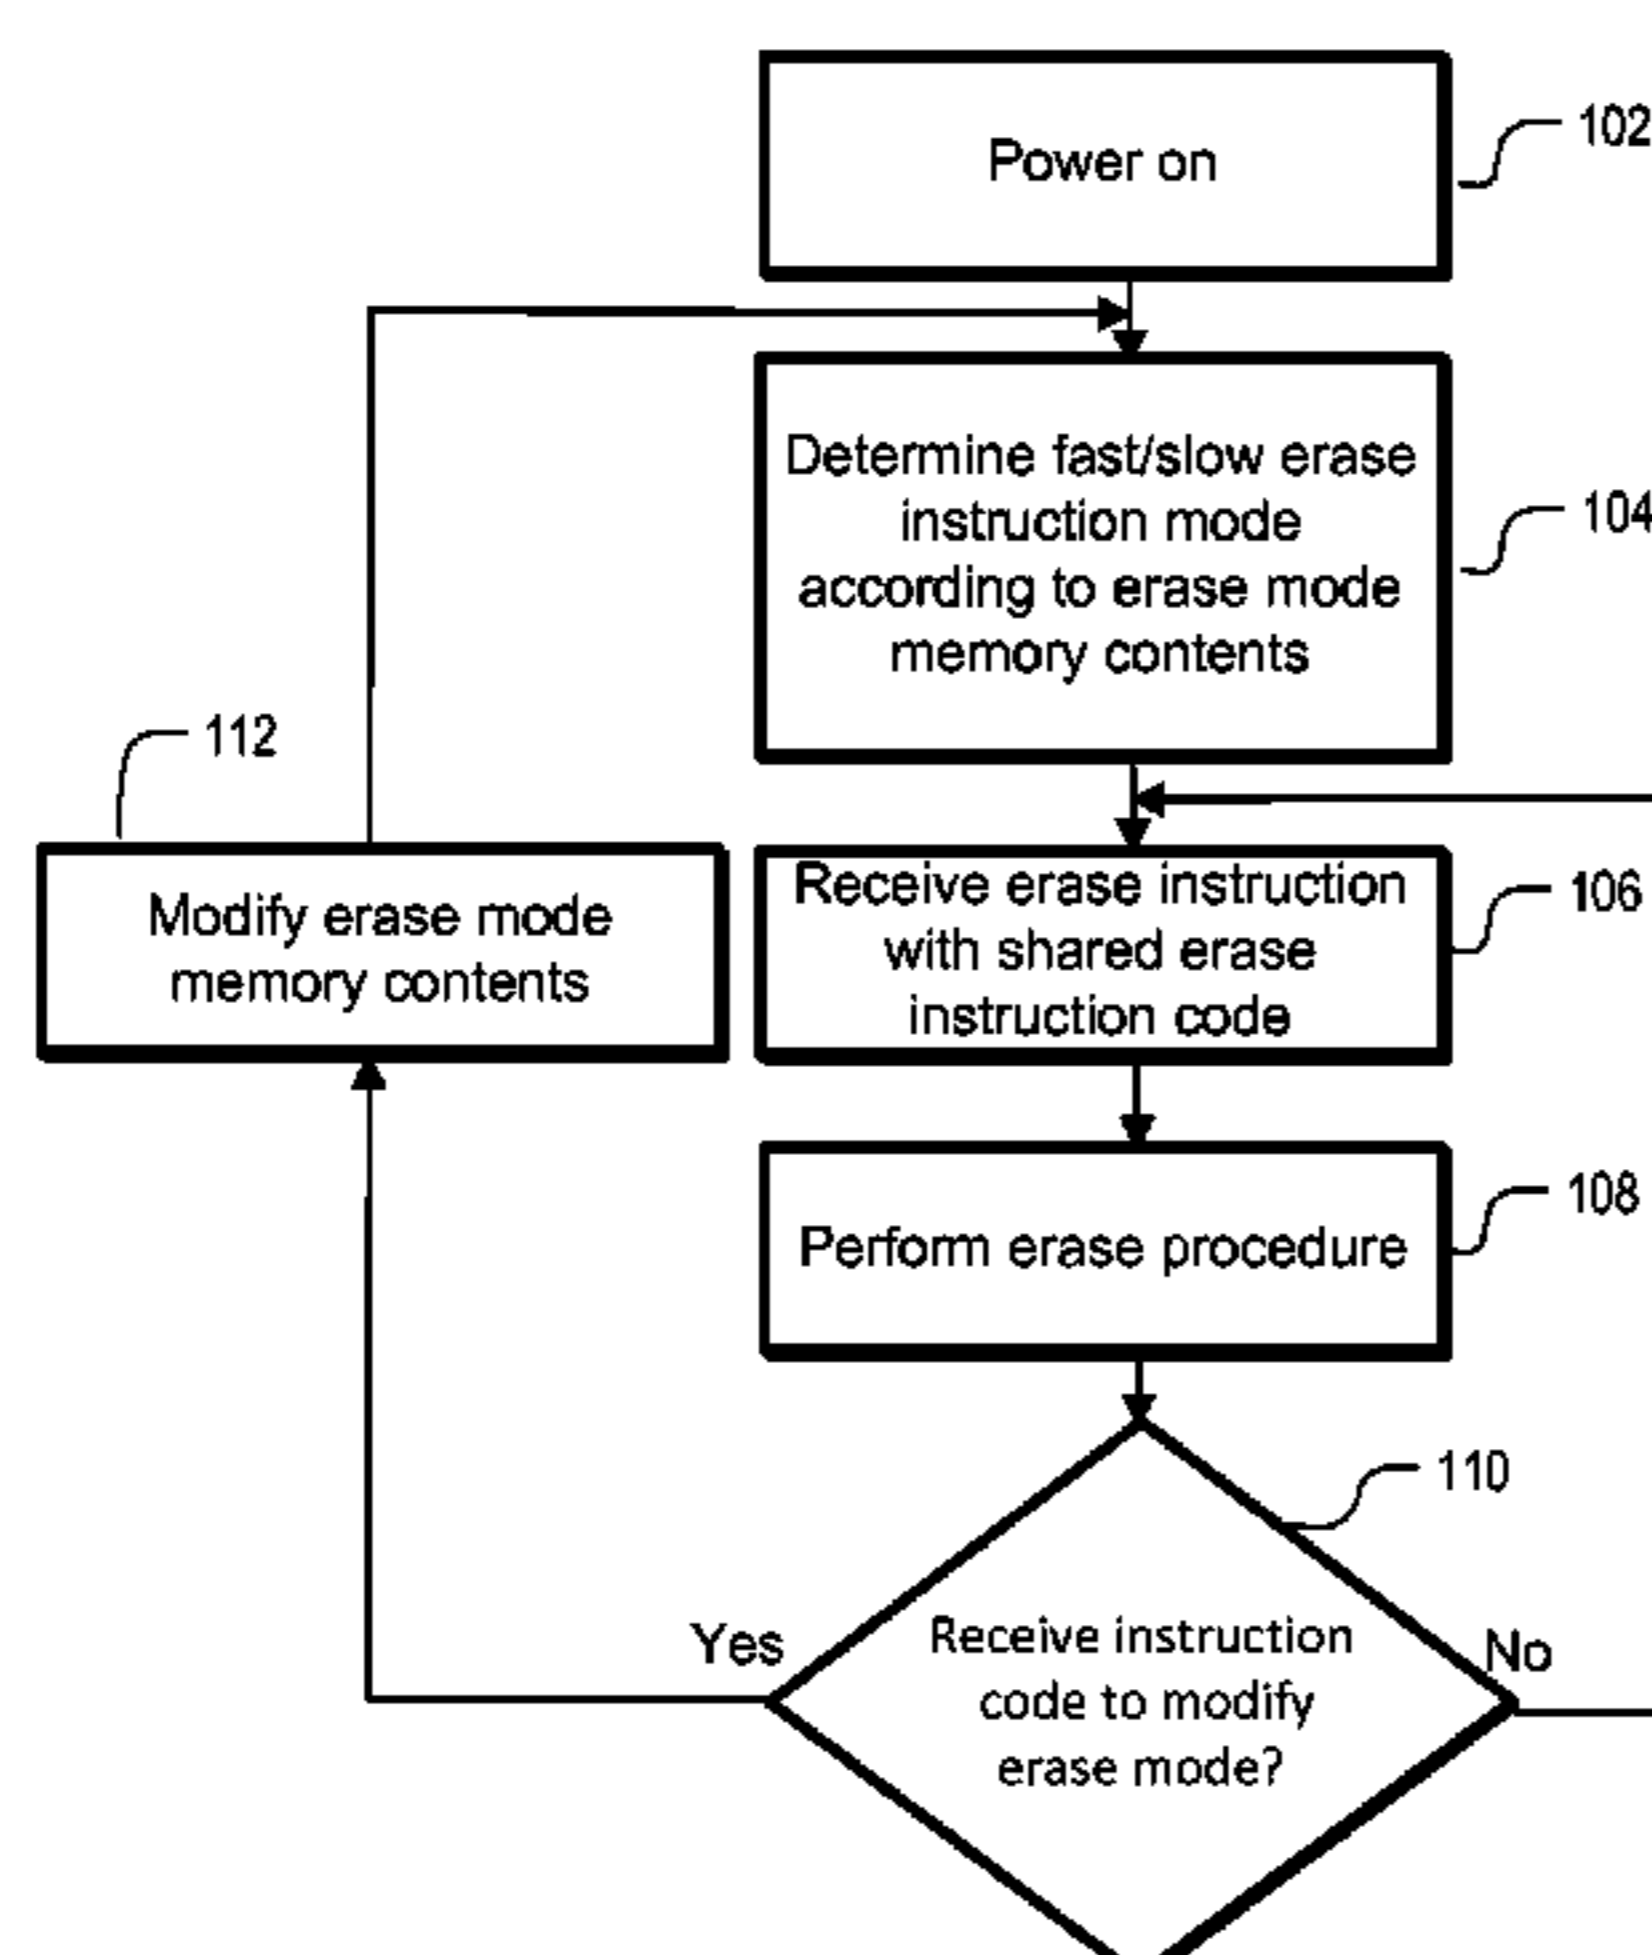 Power on
102
Determine fast/slow erase
instruction mode
according to erase mode
memory contents
104
112
Modify erase mode
memory contents
Receive erase instruction
with shared erase
instruction code
106
Perform erase procedure
108
110
Yes
Receive instruction
code to modify
erase mode?
No